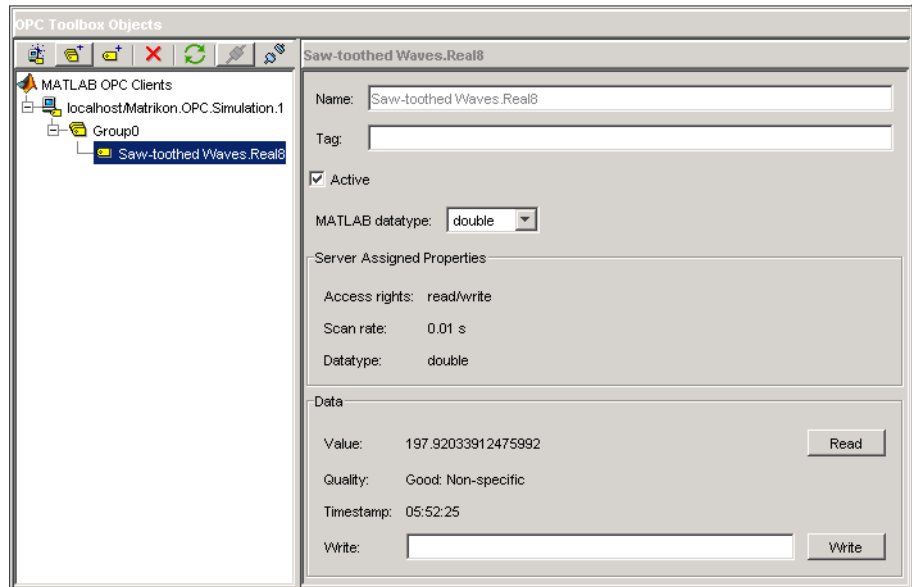 OPC Toolbox Objects
MATLAB OPC Clients
localhost/Matrikon.OPC.Simulation.1
Group0
Saw-toothed Waves.Real8
Saw-toothed Waves.Real8
Name: Saw-toothed Waves.Real8
Tag:
Active
MATLAB datatype: double
Server Assigned Properties
Access rights: read/write
Scan rate: 0.01 s
Datatype: double
Data
Value: 197.92033912475992 Read
Quality: Good: Non-specific
Timestamp: 05:52:25
Write: Write